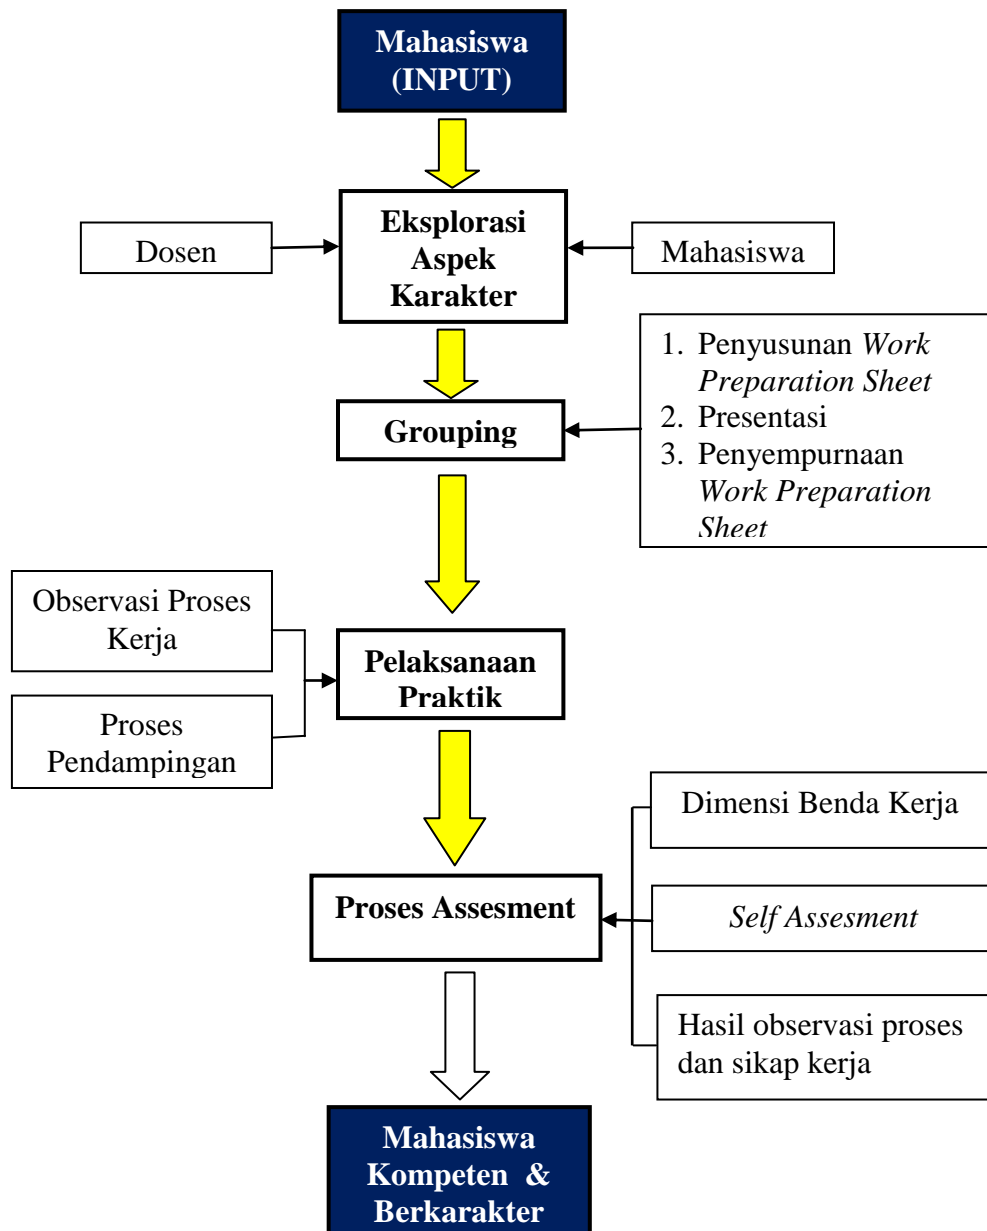 Mahasiswa
(INPUT)
Eksplorasi
Aspek
Karakter
Dosen
Mahasiswa
1. Penyusunan Work
Preparation Sheet
2. Presentasi
3. Penyempurnaan
Work Preparation
Sheet
Grouping
Observasi Proses
Kerja
Proses
Pendampingan
Pelaksanaan
Praktik
Dimensi Benda Kerja
Self Assesment
Hasil observasi proses
dan sikap kerja
Proses Assesment
Mahasiswa
Kompeten &
Berkarakter